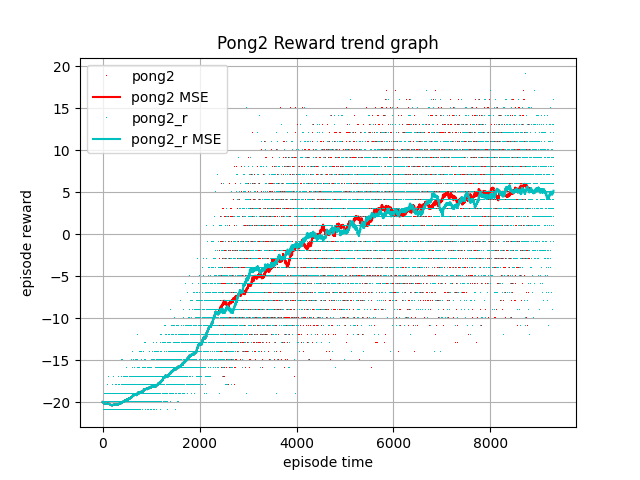 Pong2 Reward trend graph
pong2
pong2 MSE
pong2_r
pong2_r MSE
episode reward
20
15
10
5
0
−5
−10
−15
−20
0 2000 4000 6000 8000
episode time